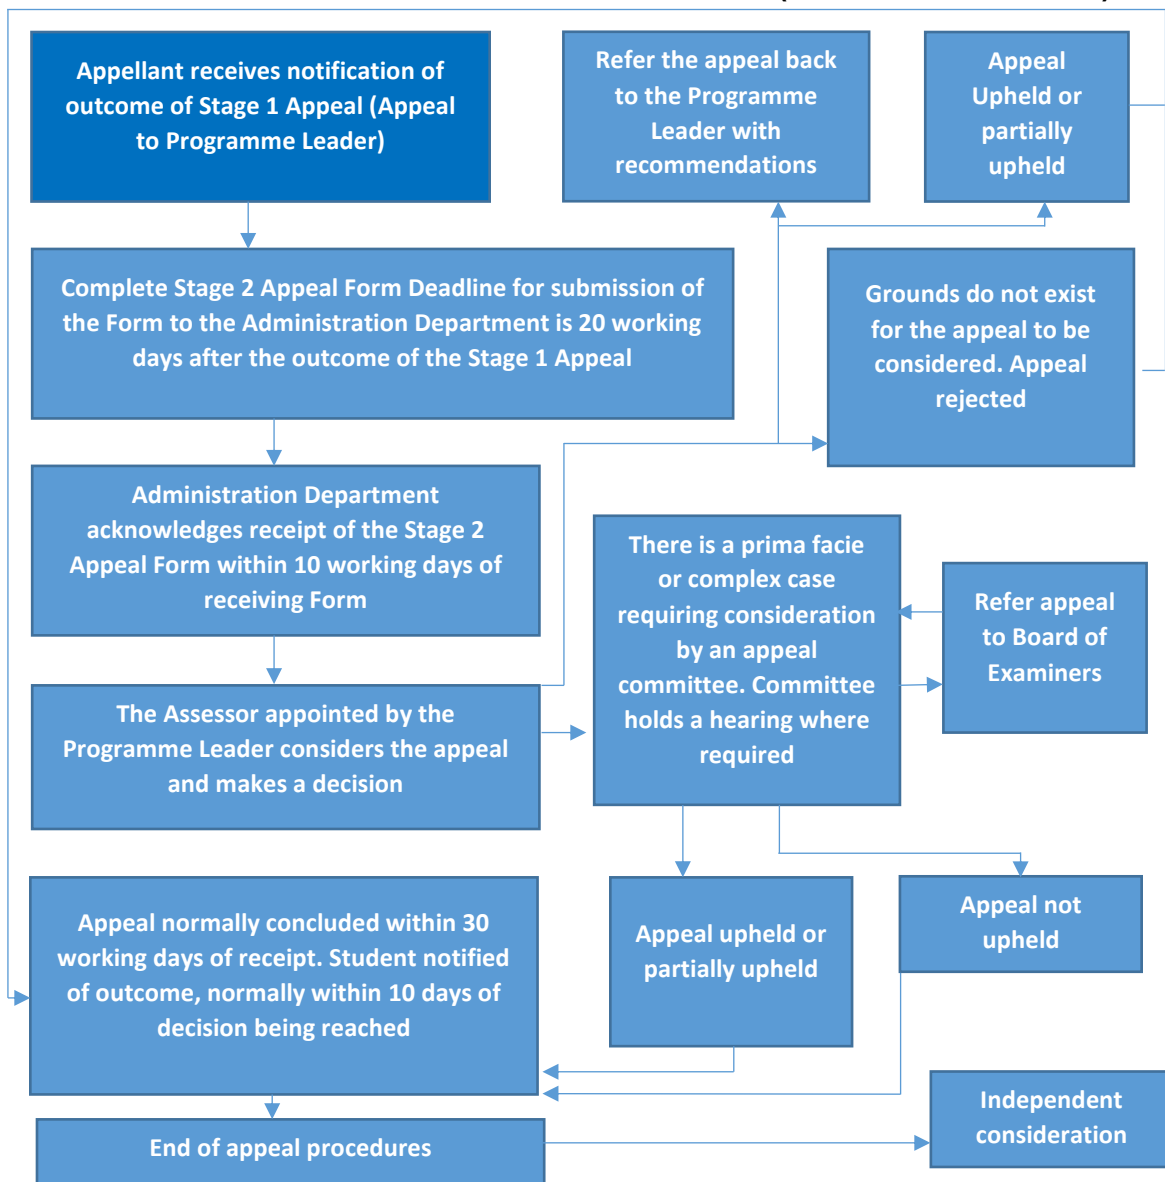 Appellant receives notification of
outcome of Stage 1 Appeal (Appeal
to Programme Leader)
Refer the appeal back
to the Programme
Leader with
recommendations
Appeal
Upheld or
partially
upheld
Complete Stage 2 Appeal Form Deadline for submission of
the Form to the Administration Department is 20 working
days after the outcome of the Stage 1 Appeal
Grounds do not exist
for the appeal to be
considered. Appeal
rejected
Administration Department
acknowledges receipt of the Stage 2
Appeal Form within 10 working days of
receiving Form
There is a prima facie
or complex case
requiring consideration
by an appeal
committee. Committee
holds a hearing where
required
Refer appeal
to Board of
Examiners
The Assessor appointed by the
Programme Leader considers the appeal
and makes a decision
Appeal normally concluded within 30
working days of receipt. Student notified
of outcome, normally within 10 days of
decision being reached
Appeal upheld or
partially upheld
Appeal not
upheld
End of appeal procedures
Independent
consideration